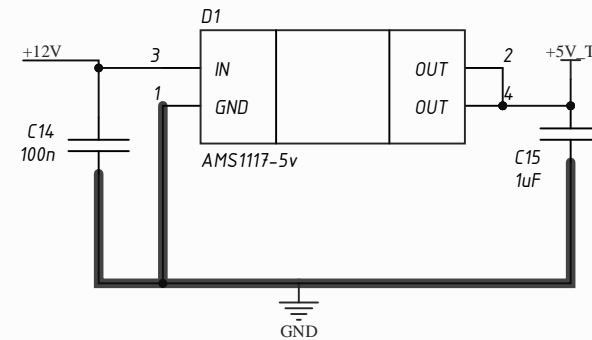 D1
+12V
3
IN
OUT
2
+5V_T
1
GND
OUT
4
C14
100n
AMS1117-5v
C15
1uF
GND